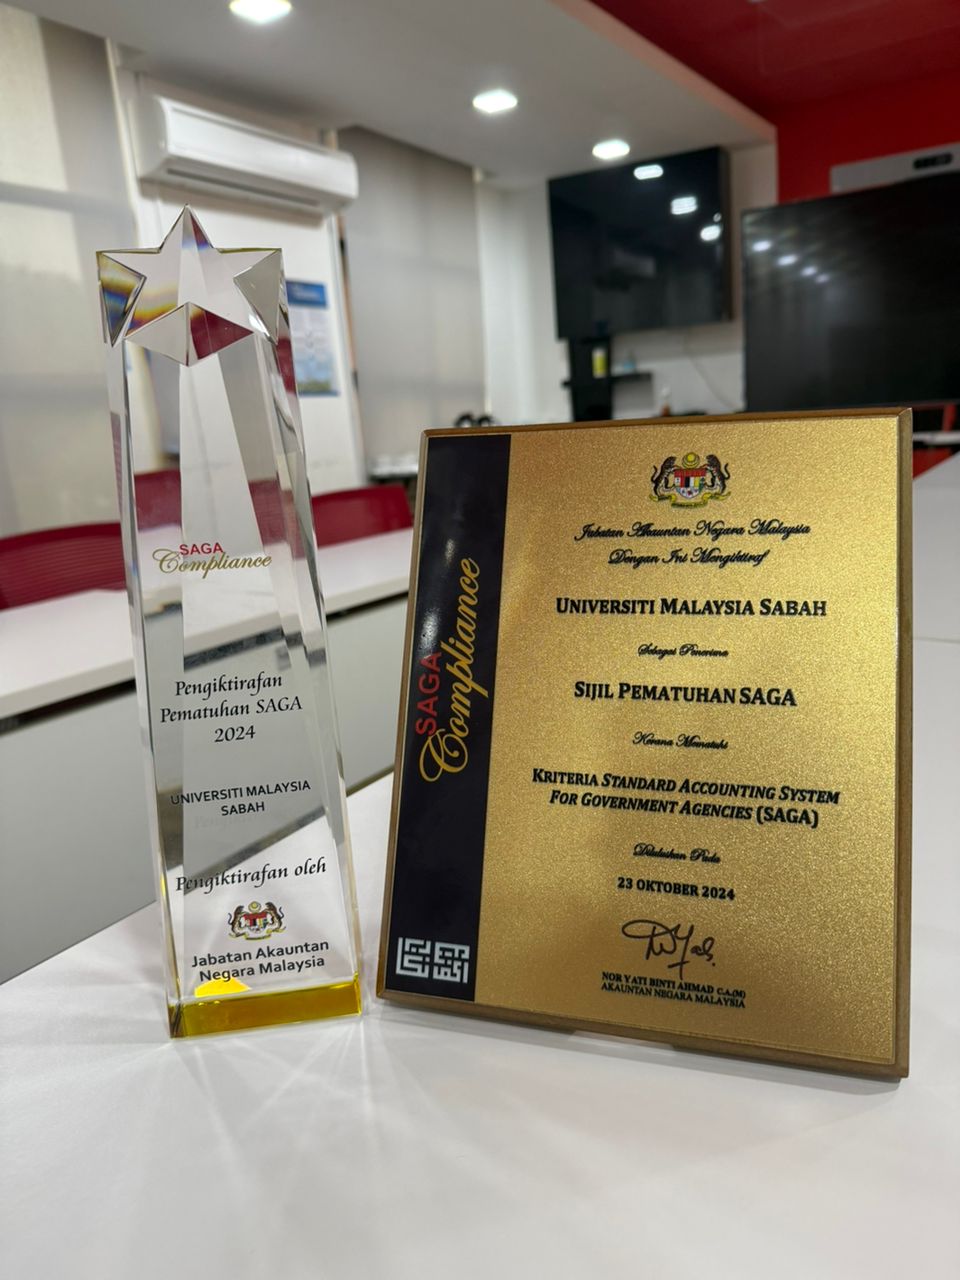 SAGA
Compliance
Pengiktirafan
Pematuhan SAGA
2024
UNIVERSITI MALAYSIA
SABAH
Pengiktirafan oleh
Jabatan Akauntan
Negara Malaysia
SAGA
Compliance
Jabatan Akauntan Negara Malaysia
Dengan Ini Mengiktiraf
UNIVERSITI MALAYSIA SABAH
Sebagai Penerima
SIJIL PEMATUHAN SAGA
Kerana Mematuhi
KRITERIA STANDARD ACCOUNTING SYSTEM
FOR GOVERNMENT AGENCIES (SAGA)
Diluluskan Pada
23 OKTOBER 2024
NOR YATI BINTI AHMAD C.A.(M)
AKAUNTAN NEGARA MALAYSIA